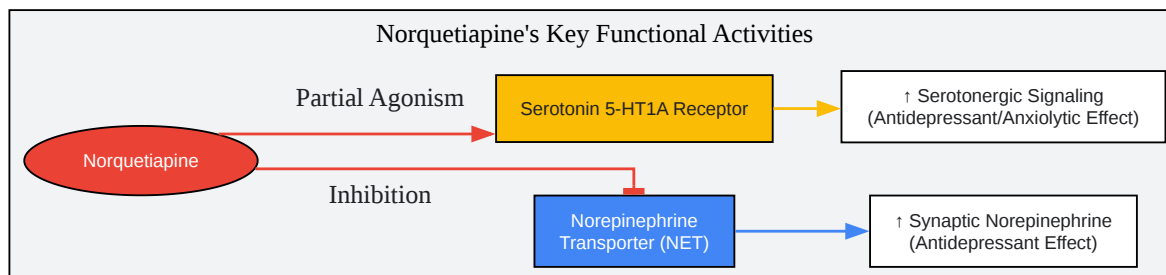 Norquetiapine's Key Functional Activities
Partial Agonism
Serotonin 5-HT1A Receptor
↑ Serotonergic Signaling
(Antidepressant/Anxiolytic Effect)
Norquetiapine
Inhibition
Norepinephrine
Transporter (NET)
↑ Synaptic Norepinephrine
(Antidepressant Effect)